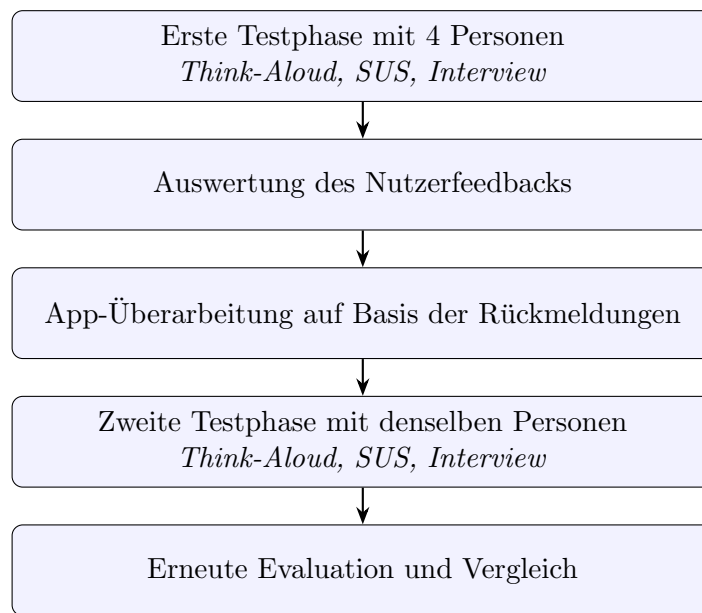 Erste Testphase mit 4 Personen
Think-Aloud, SUS, Interview
Auswertung des Nutzerfeedbacks
App-Überarbeitung auf Basis der Rückmeldungen
Zweite Testphase mit denselben Personen
Think-Aloud, SUS, Interview
Erneute Evaluation und Vergleich